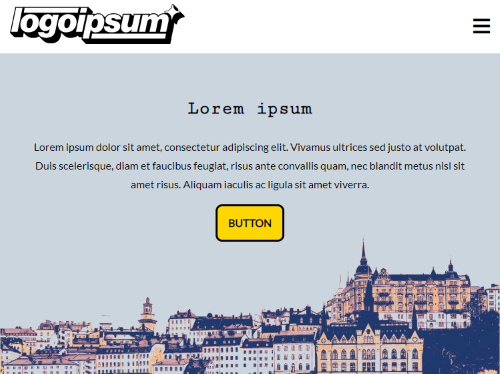 logoipsum
Lorem ipsum
Lorem ipsum dolor sit amet, consectetur adipiscing elit. Vivamus ultrices sed justo at volutpat.
Duis scelerisque, diam et faucibus feugiat, risus ante convallis quam, nec blandit metus nisl sit
amet risus. Aliquam iaculis ac ligula sit amet viverra.
BUTTON